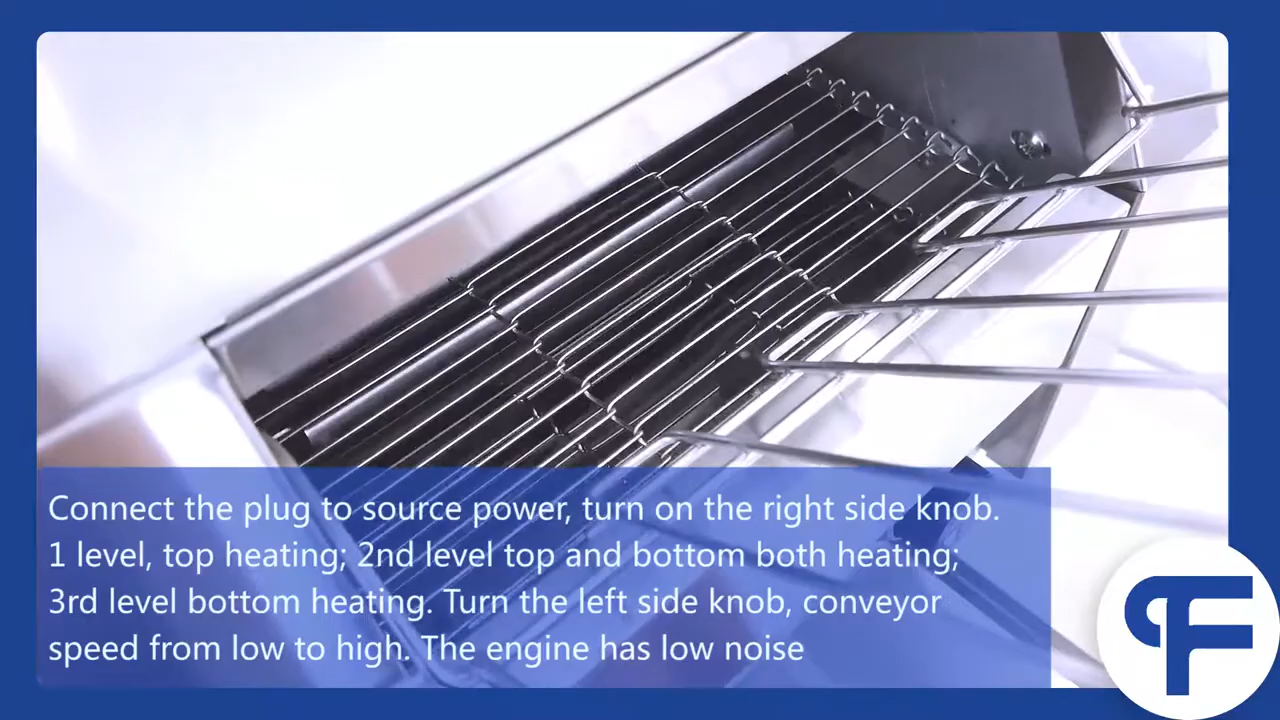 Connect the plug to source power, turn on the right side knob.
1 level, top heating; 2nd level top and bottom both heating;
3rd level bottom heating. Turn the left side knob, conveyor
speed from low to high. The engine has low noise